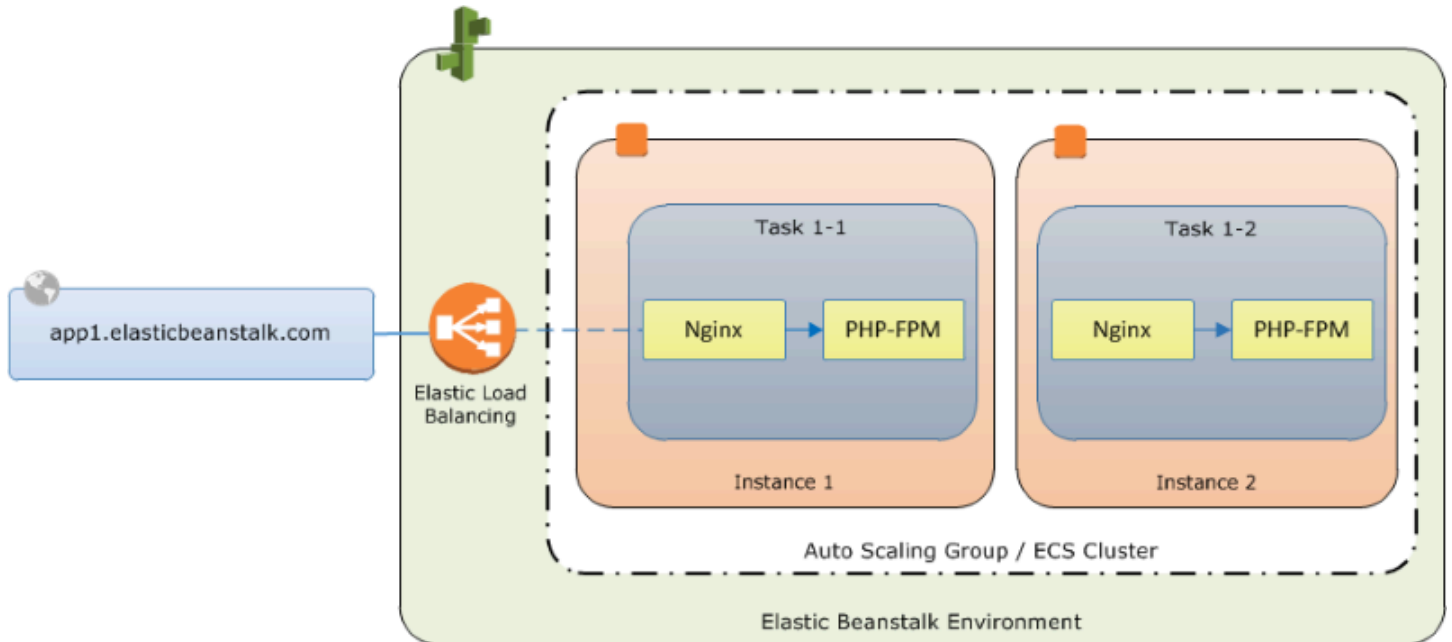 Task 1-1
Task 1-2
app1.elasticbeanstalk.com
Nginx
PHP-FPM
Nginx
PHP-FPM
Elastic Load
Balancing
Instance 1
Instance 2
Auto Scaling Group / ECS Cluster
Elastic Beanstalk Environment